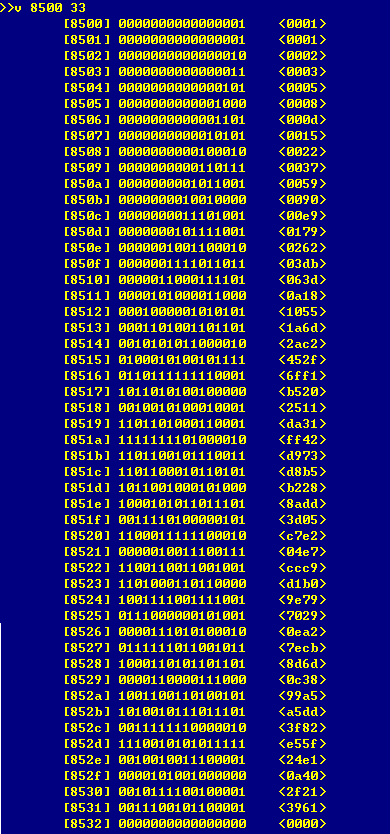 >>v 8500 33
[8500] 0000000000000001 <0001>
[8501] 0000000000000001 <0001>
[8502] 0000000000000010 <0002>
[8503] 0000000000000011 <0003>
[8504] 0000000000000101 <0005>
[8505] 0000000000001000 <0008>
[8506] 0000000000001101 <000d>
[8507] 0000000000010101 <0015>
[8508] 0000000000100010 <0022>
[8509] 0000000000110111 <0037>
[850a] 0000000001011001 <0059>
[850b] 0000000010010000 <0090>
[850c] 0000000011101001 <00e9>
[850d] 0000000101111001 <0179>
[850e] 0000001001100010 <0262>
[850f] 0000001111011011 <03db>
[8510] 0000011000111101 <063d>
[8511] 0000101000011000 <0a18>
[8512] 0001000001010101 <1055>
[8513] 0001101001101101 <1a6d>
[8514] 0010101011000010 <2ac2>
[8515] 0100010100101111 <452f>
[8516] 0110111111110001 <6ff1>
[8517] 1011010100100000 <b520>
[8518] 0010010100010001 <2511>
[8519] 1101101000110001 <da31>
[851a] 1111111101000010 <ff42>
[851b] 1101100101110011 <d973>
[851c] 1101100010110101 <d8b5>
[851d] 1011001000101000 <b228>
[851e] 1000101011011101 <8add>
[851f] 0011110100000101 <3d05>
[8520] 1100011111100010 <c7e2>
[8521] 0000010011100111 <04e7>
[8522] 1100110011001001 <ccc9>
[8523] 1101000110110000 <d1b0>
[8524] 1001111001111001 <9e79>
[8525] 0111000000101001 <7029>
[8526] 0000111010100010 <0ea2>
[8527] 0111111011001011 <7ecb>
[8528] 1000110101101101 <8d6d>
[8529] 0000110000111000 <0c38>
[852a] 1001100110100101 <99a5>
[852b] 1010010111011101 <a5dd>
[852c] 0011111110000010 <3f82>
[852d] 1110010101011111 <e55f>
[852e] 0010010011100001 <24e1>
[852f] 0000101001000000 <0a40>
[8530] 0010111100100001 <2f21>
[8531] 0011100101100001 <3961>
[8532] 0000000000000000 <0000>